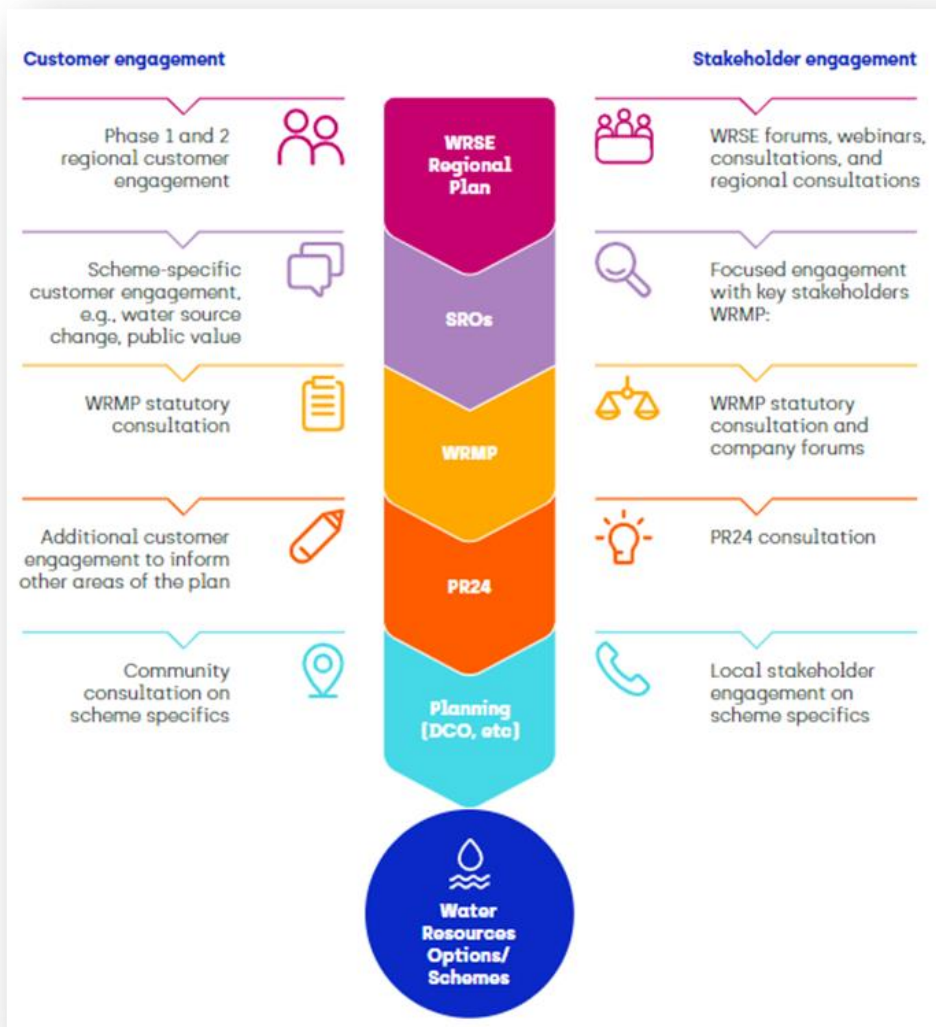 Customer engagement
Stakeholder engagement
Phase 1 and 2
regional customer
engagement
WRSE
Regional
Plan
WRSE forums, webinars,
consultations, and
regional consultations
Scheme-specific
customer engagement,
e.g., water source
change, public value
SROs
Focused engagement
with key stakeholders
WRMP:
WRMP statutory
consultation
WRMP
WRMP statutory
consultation and
company forums
Additional customer
engagement to inform
other areas of the plan
PR24
PR24 consultation
Community
consultation on
scheme specifics
Planning
(DCO, etc)
Local stakeholder
engagement on
scheme specifics
Water
Resources
Options/
Schemes